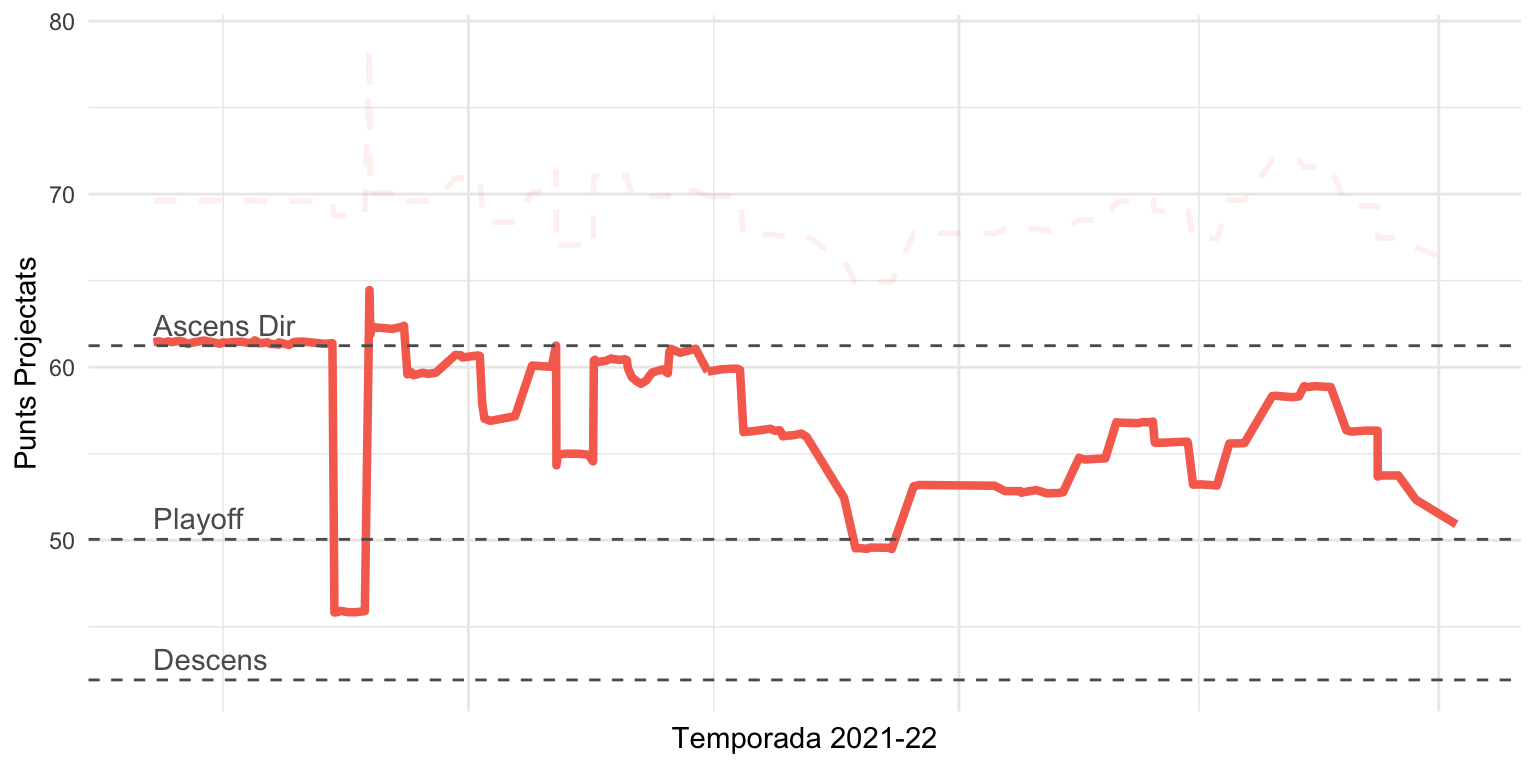 80
70
60
50
Punts Projectats
Ascens Dir
Playoff
Descens
Temporada 2021-22